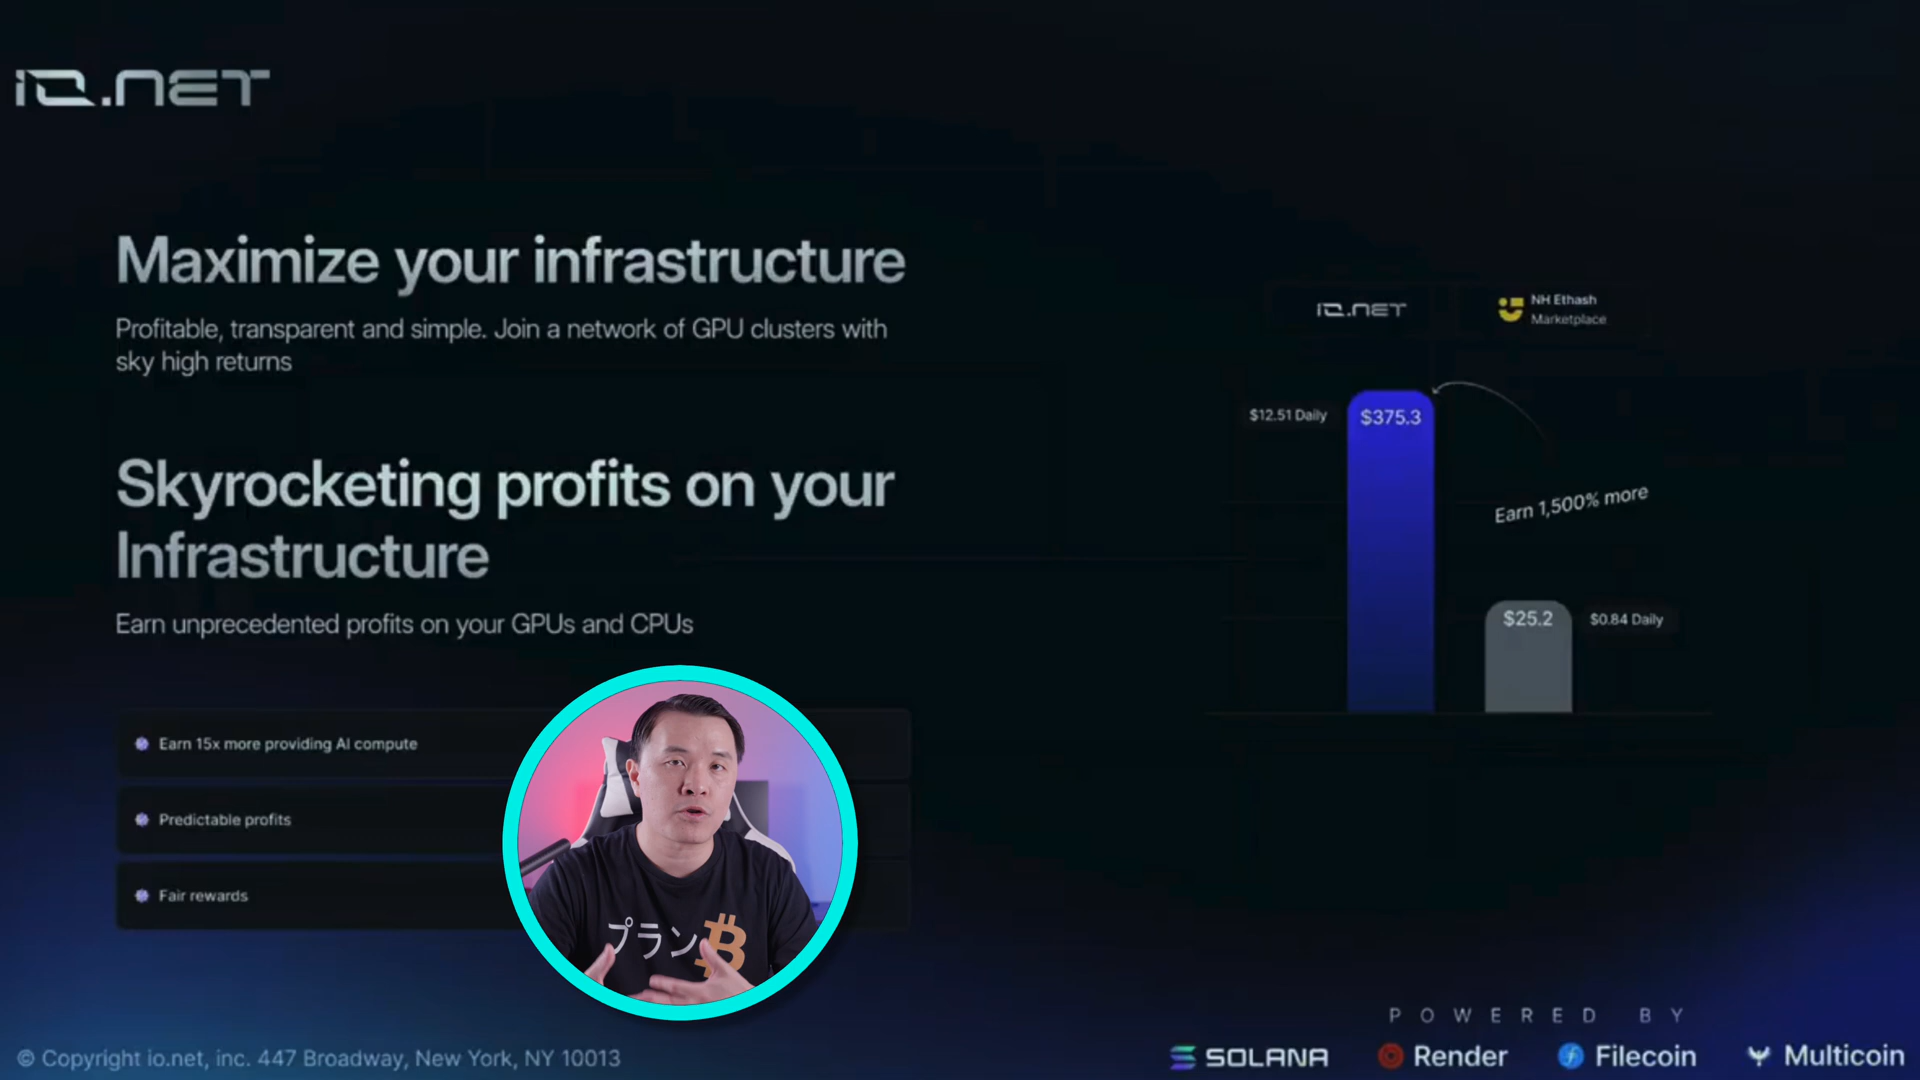 io.net
Maximize your infrastructure
Profitable, transparent and simple. Join a network of GPU clusters with
sky high returns
Skyrocketing profits on your
Infrastructure
Earn unprecedented profits on your GPUs and CPUs
Earn 15x more providing AI compute
Predictable profits
Fair rewards
io.net
NH Ethash
Marketplace
$12.51 Daily
$375.3
Earn 1,500% more
$25.2
$0.84 Daily
プラン₿
POWERED BY
SOLANA
Render
Filecoin
Multicoin
© Copyright io.net, inc. 447 Broadway, New York, NY 10013